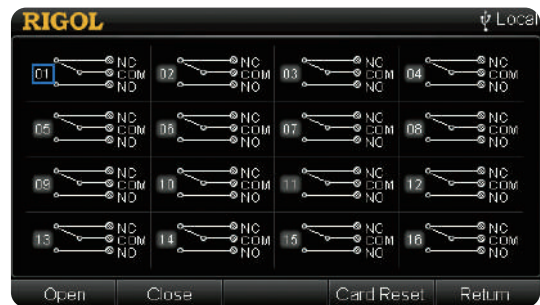 RIGOL Local
NC NC NC NC
01 COM 02 COM 03 COM 04 COM
NO NO NO NO
NC NC NC NC
05 COM 06 COM 07 COM 08 COM
NO NO NO NO
NC NC NC NC
09 COM 10 COM 11 COM 12 COM
NO NO NO NO
NC NC NC NC
13 COM 14 COM 15 COM 16 COM
NO NO NO NO
Open Close Card Reset Return